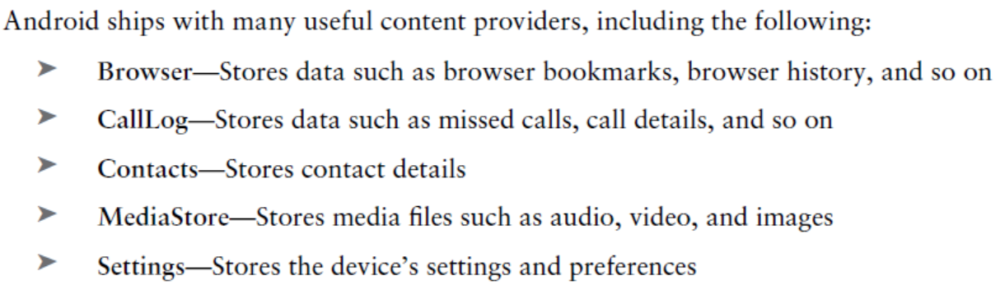 Android ships with many useful content providers, including the following:
➤ Browser—Stores data such as browser bookmarks, browser history, and so on
➤ CallLog—Stores data such as missed calls, call details, and so on
➤ Contacts—Stores contact details
➤ MediaStore—Stores media files such as audio, video, and images
➤ Settings—Stores the device’s settings and preferences